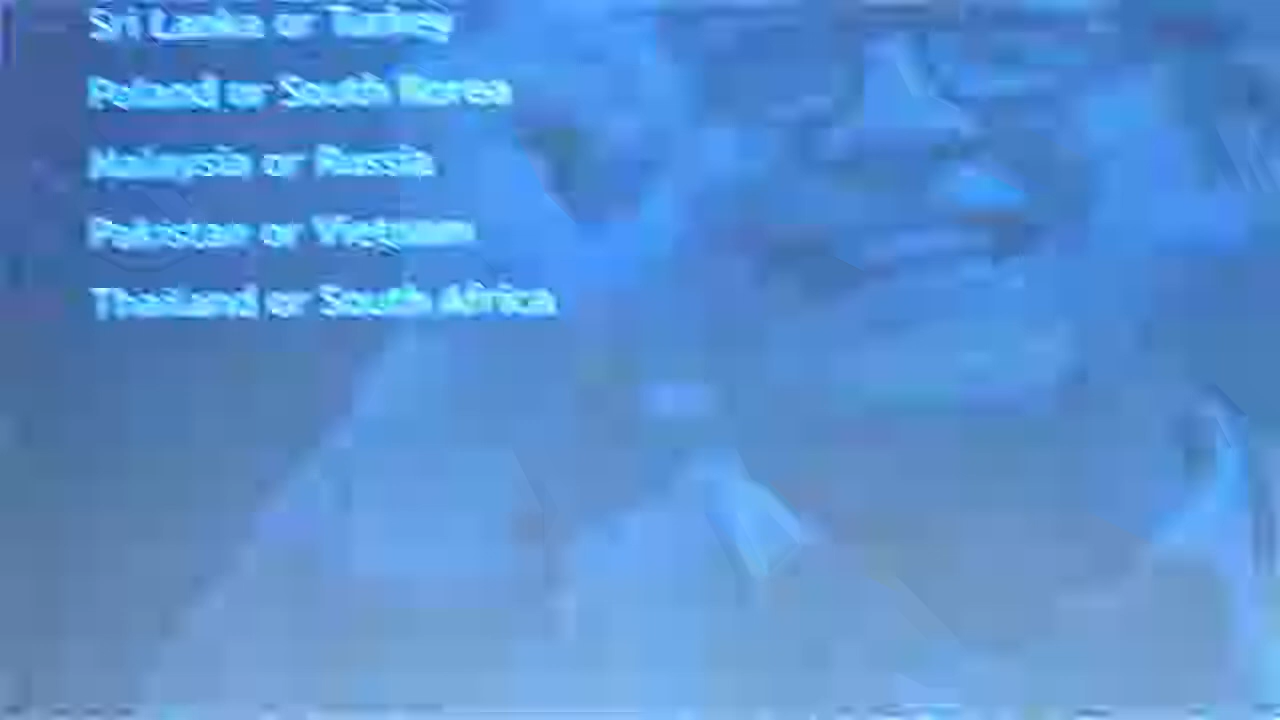 Sri Lanka or Turkey
Poland or South Korea
Malaysia or Russia
Pakistan or Vietnam
Thailand or South Africa